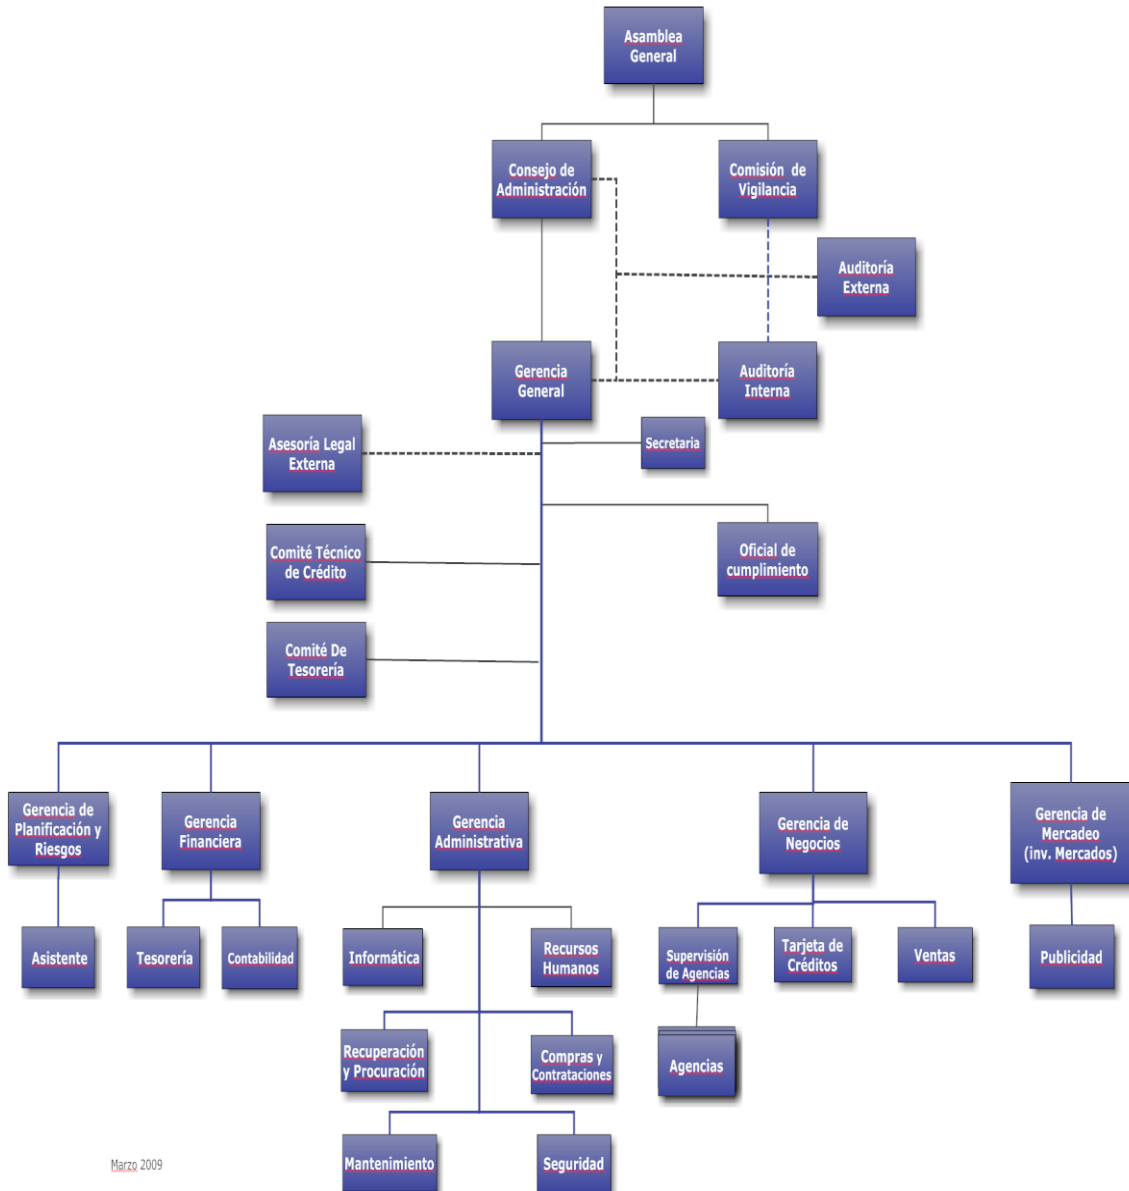 Asamblea
General
Consejo de
Administración
Comisión de
Vigilancia
Auditoría
Externa
Gerencia
General
Auditoría
Interna
Asesoría Legal
Externa
Secretaria
Comité Técnico
de Crédito
Oficial de
cumplimiento
Comité De
Tesorería
Gerencia de
Planificación y
Riesgos
Gerencia
Financiera
Gerencia
Administrativa
Gerencia de
Negocios
Gerencia de
Mercadeo
(inv. Mercados)
Asistente
Tesorería
Contabilidad
Informática
Recursos
Humanos
Supervisión
de Agencias
Tarjeta de
Créditos
Ventas
Publicidad
Recuperación
y Procuración
Compras y
Contrataciones
Agencias
Mantenimiento
Seguridad
Marzo 2009